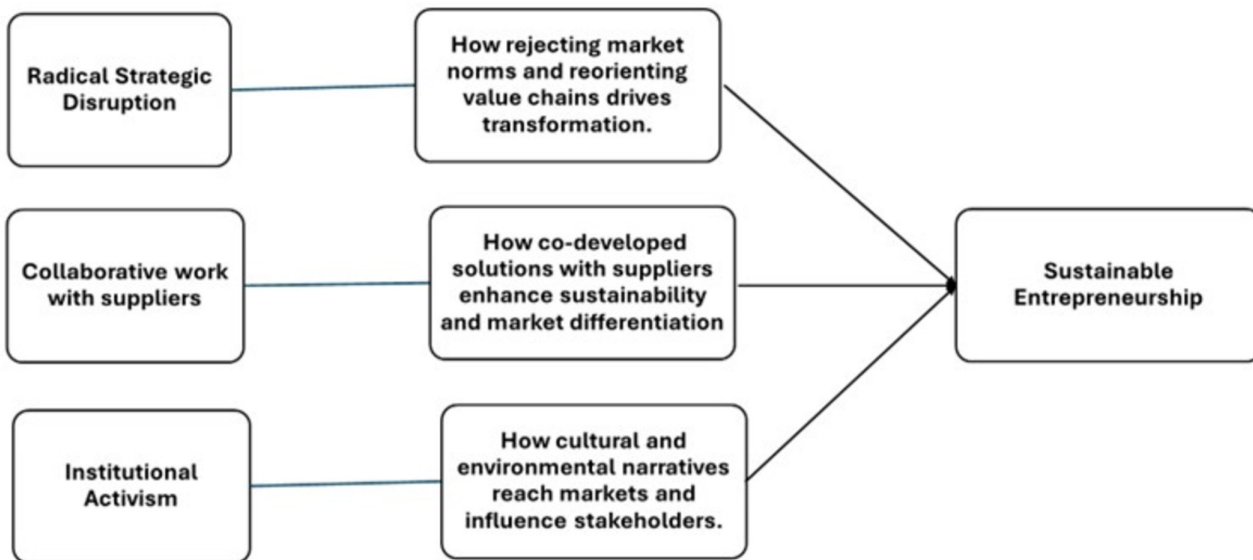 Radical Strategic
Disruption
How rejecting market
norms and reorienting
value chains drives
transformation.
Collaborative work
with suppliers
How co-developed
solutions with suppliers
enhance sustainability
and market differentiation
Sustainable
Entrepreneurship
Institutional
Activism
How cultural and
environmental narratives
reach markets and
influence stakeholders.